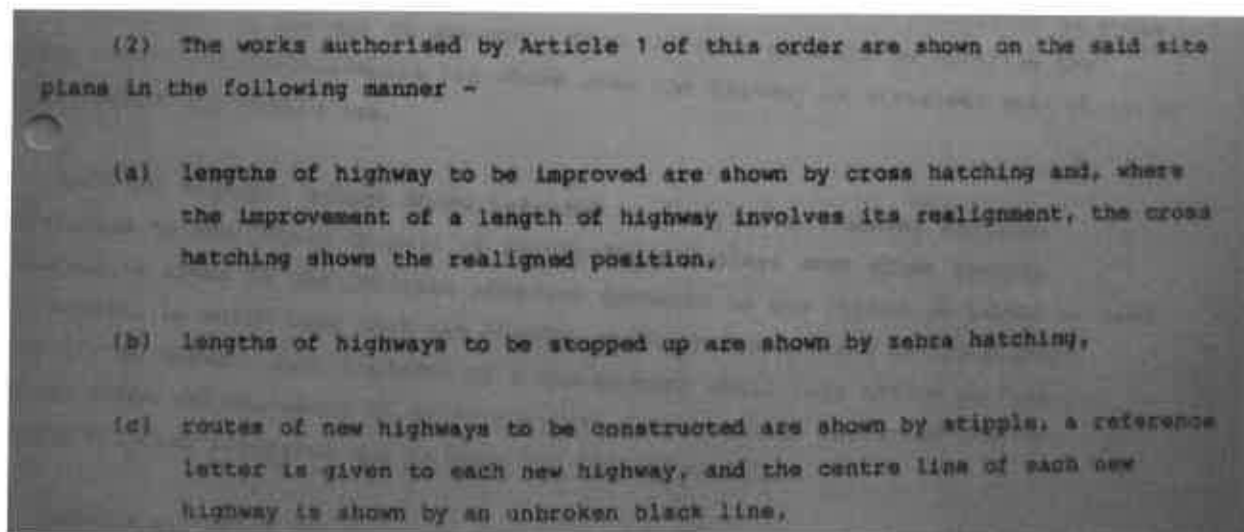 (2) The works authorised by Article 1 of this order are shown on the said site
plans in the following manner -
(a) lengths of highway to be improved are shown by cross hatching and, where
the improvement of a length of highway involves its realignment, the cross
hatching shows the realigned position,
(b) lengths of highways to be stopped up are shown by zebra hatching,
(c) routes of new highways to be constructed are shown by stipple, a reference
letter is given to each new highway, and the centre line of each new
highway is shown by an unbroken black line,